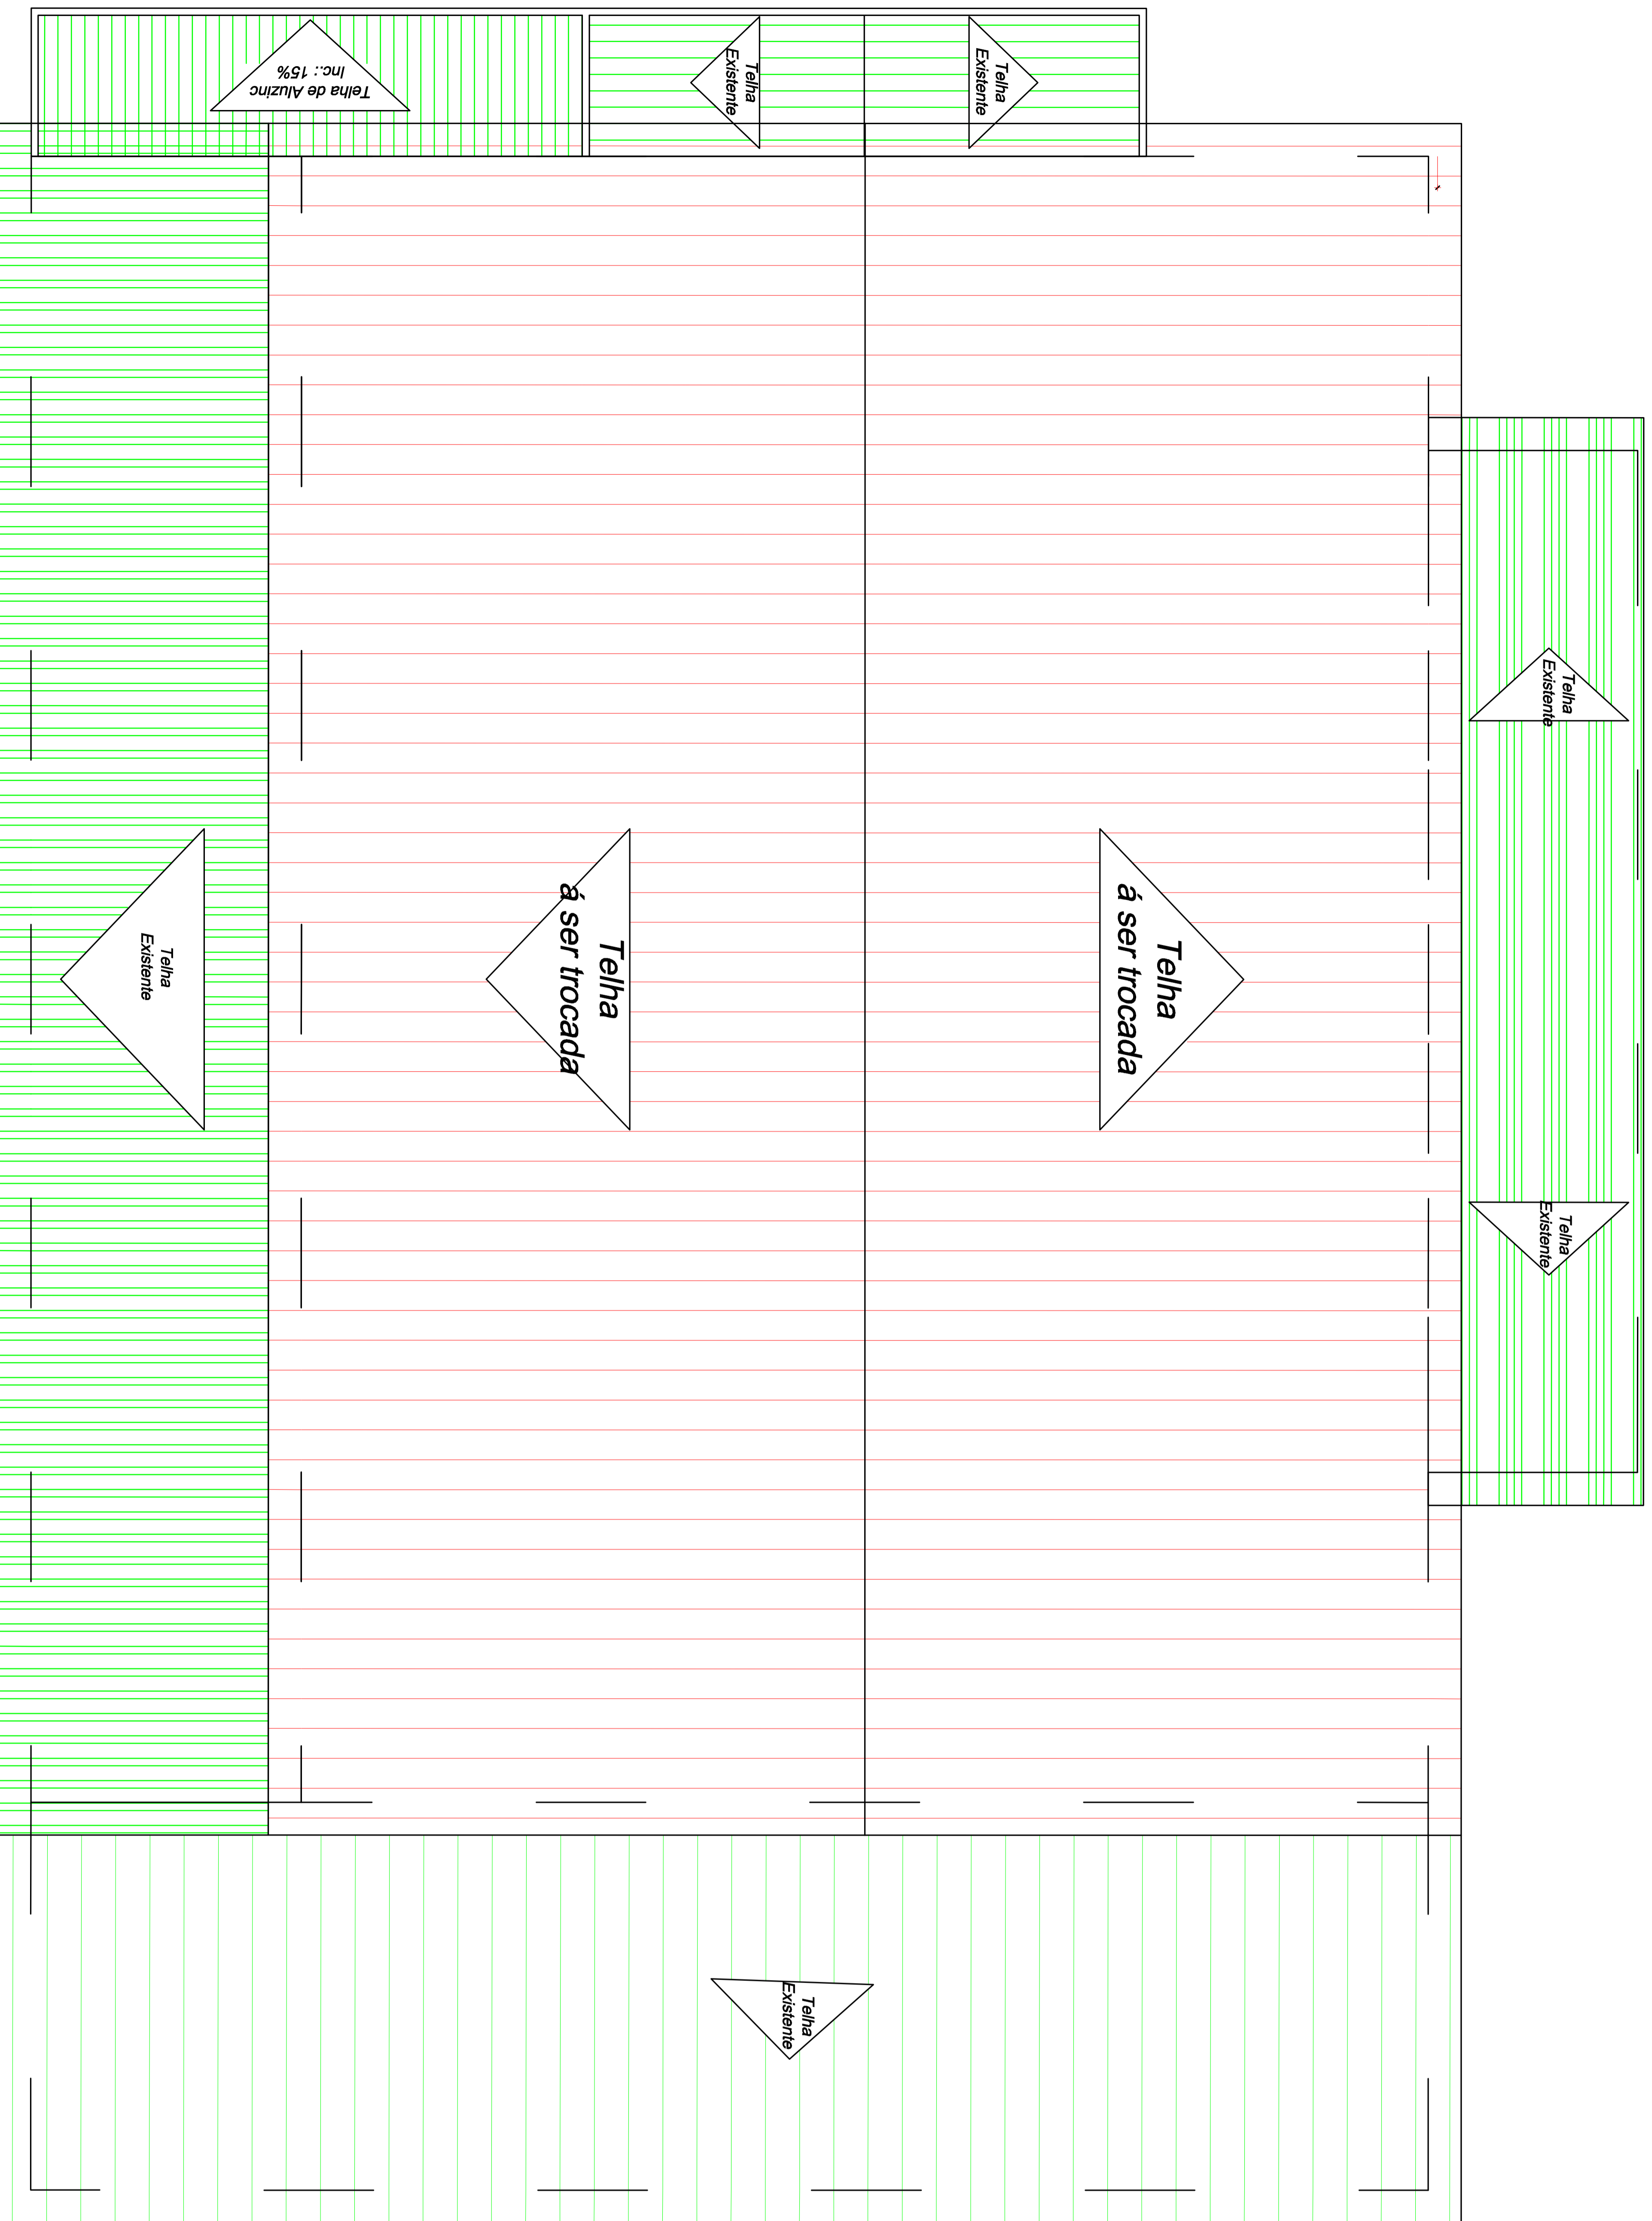 Telha de Aluzinc
Inc.: 15%
Telha
Existente
Telha
Existente
Telha
Existente
Telha
Existente
Telha
Existente
Telha
á ser trocada
Telha
á ser trocada
Telha
Existente